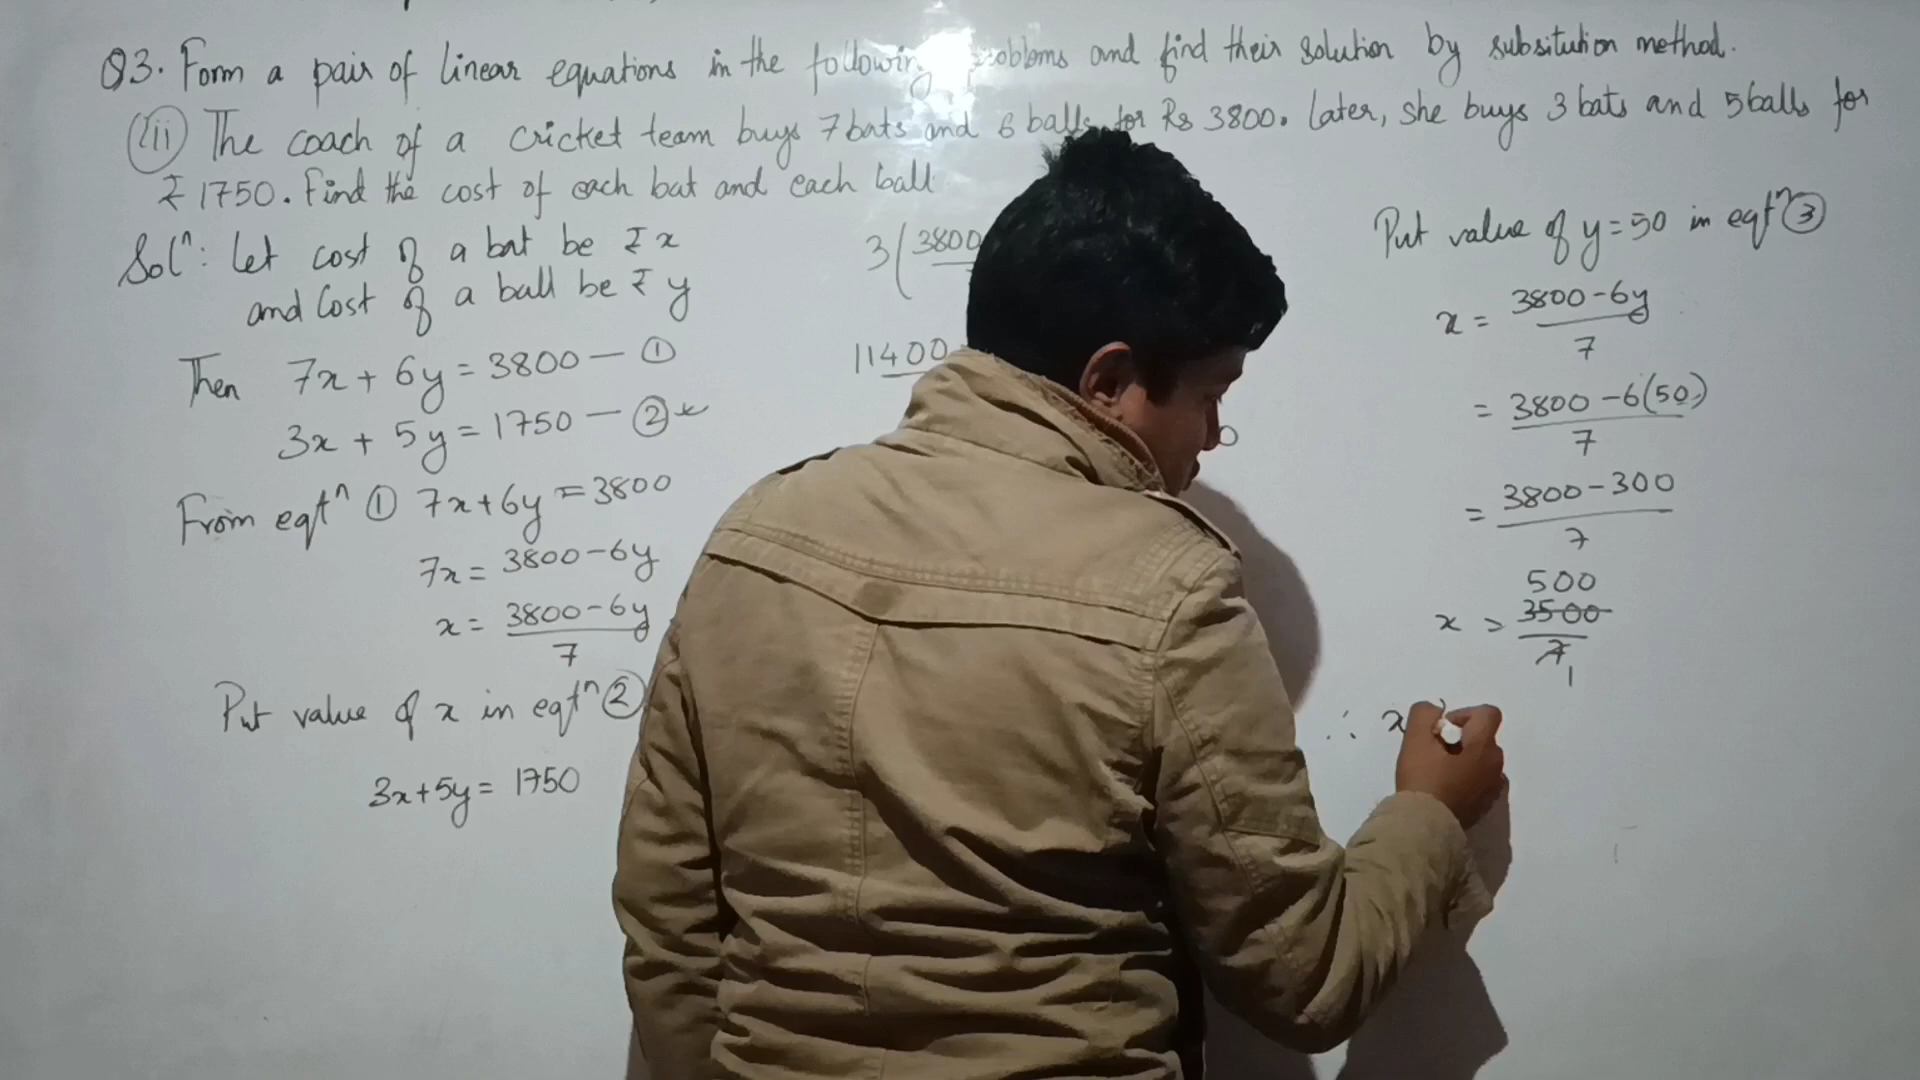 Q3. Form a pair of linear equations in the following problems and find their solution by subsitution method.
(iii) The coach of a cricket team buys 7 bats and 6 balls for Rs 3800. Later, she buys 3 bats and 5 balls for
₹ 1750. Find the cost of each bat and each ball
Solⁿ: Let cost of a bat be ₹ x
and cost of a ball be ₹ y
Then 7x + 6y = 3800 — ①
3x + 5y = 1750 — ②
From eqtⁿ ① 7x + 6y = 3800
7x = 3800 - 6y
x = 3800 - 6y
7
Put value of x in eqtⁿ ②
3x + 5y = 1750
3 ( 3800
11400
Put value of y = 50 in eqtⁿ ③
x = 3800 - 6y
7
= 3800 - 6(50)
7
= 3800 - 300
7
500
x = 3500
7 1
∴ x